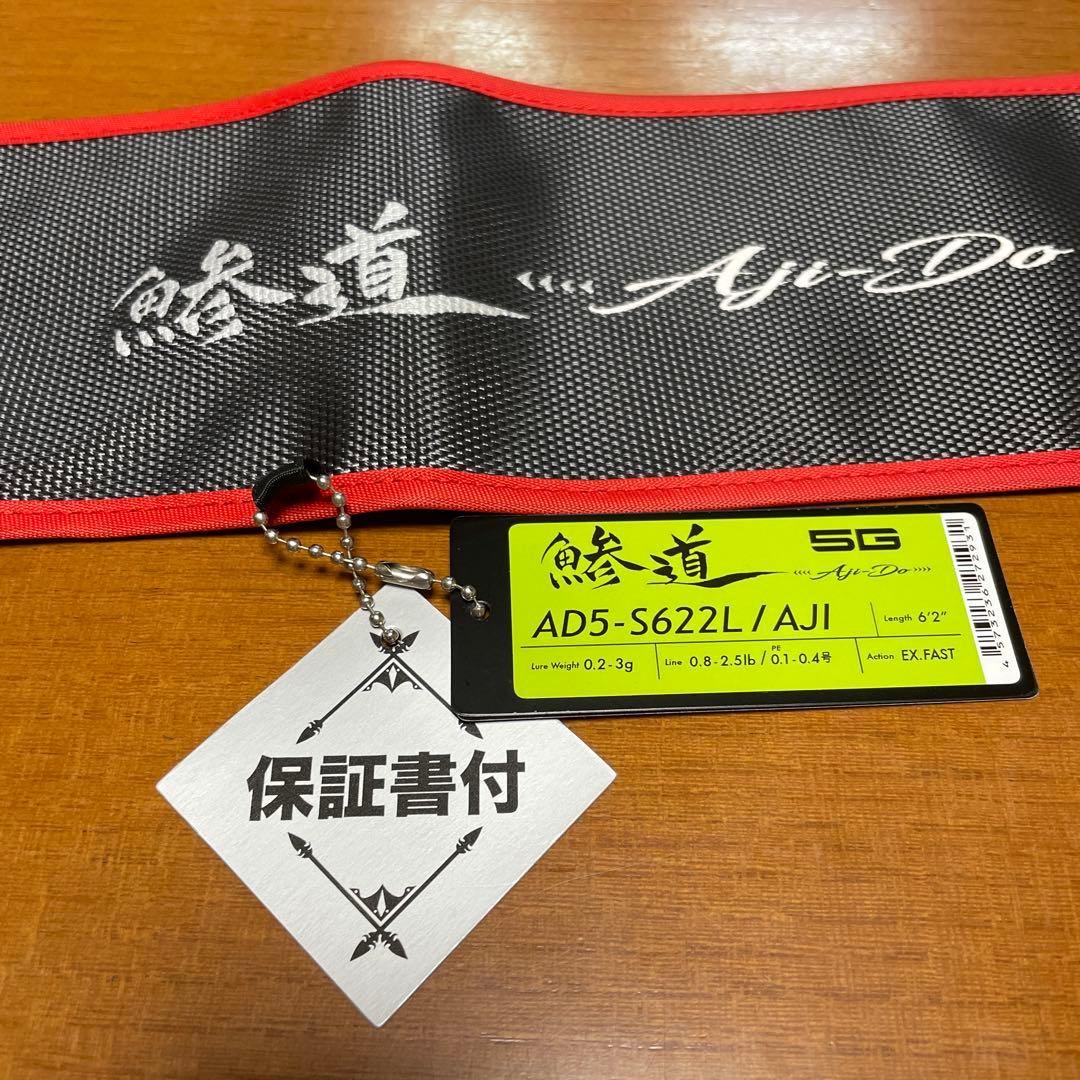 鯵道 Aji-Do
鯵道 5G
Aji-Do
AD5-S622L/AJI
Length 6'2"
Lure Weight 0.2-3g
Line 0.8-2.5lb / PE 0.1-0.4号
Action EX.FAST
4573236272931
保証書付